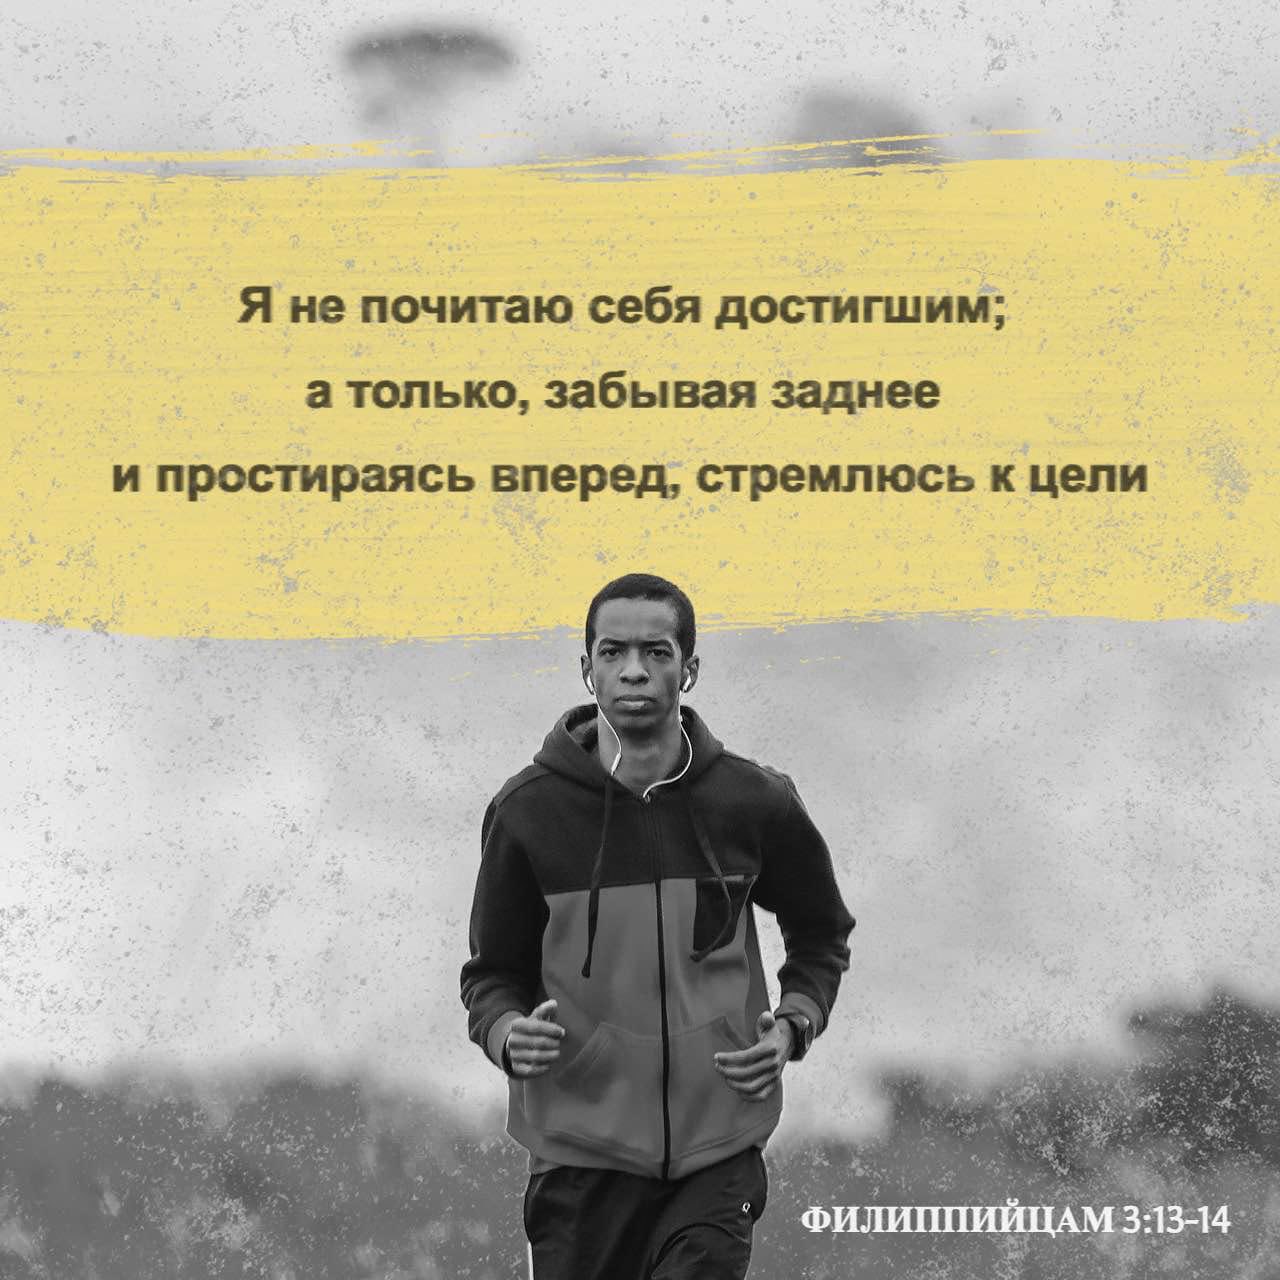 Я не почитаю себя достигшим;
а только, забывая заднее
и простираясь вперед, стремлюсь к цели
ФИЛИППИЙЦАМ 3:13-14